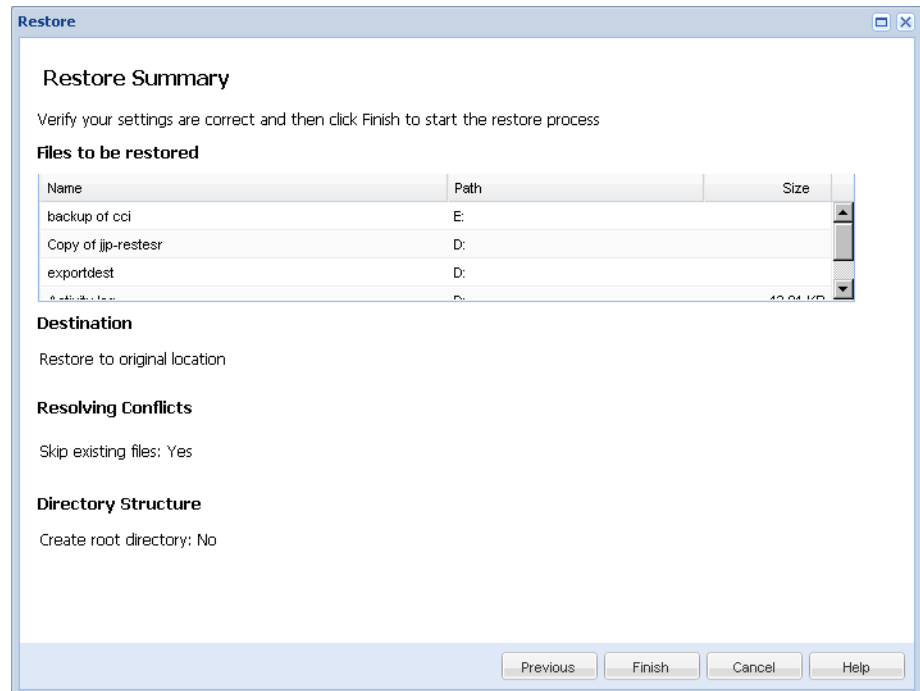 Restore
Restore Summary
Verify your settings are correct and then click Finish to start the restore process
Files to be restored
Name Path Size
backup of cci E:
Copy of jjp-restesr D:
exportdest D:
Activity log D:
Destination
Restore to original location
Resolving Conflicts
Skip existing files: Yes
Directory Structure
Create root directory: No
Previous Finish Cancel Help